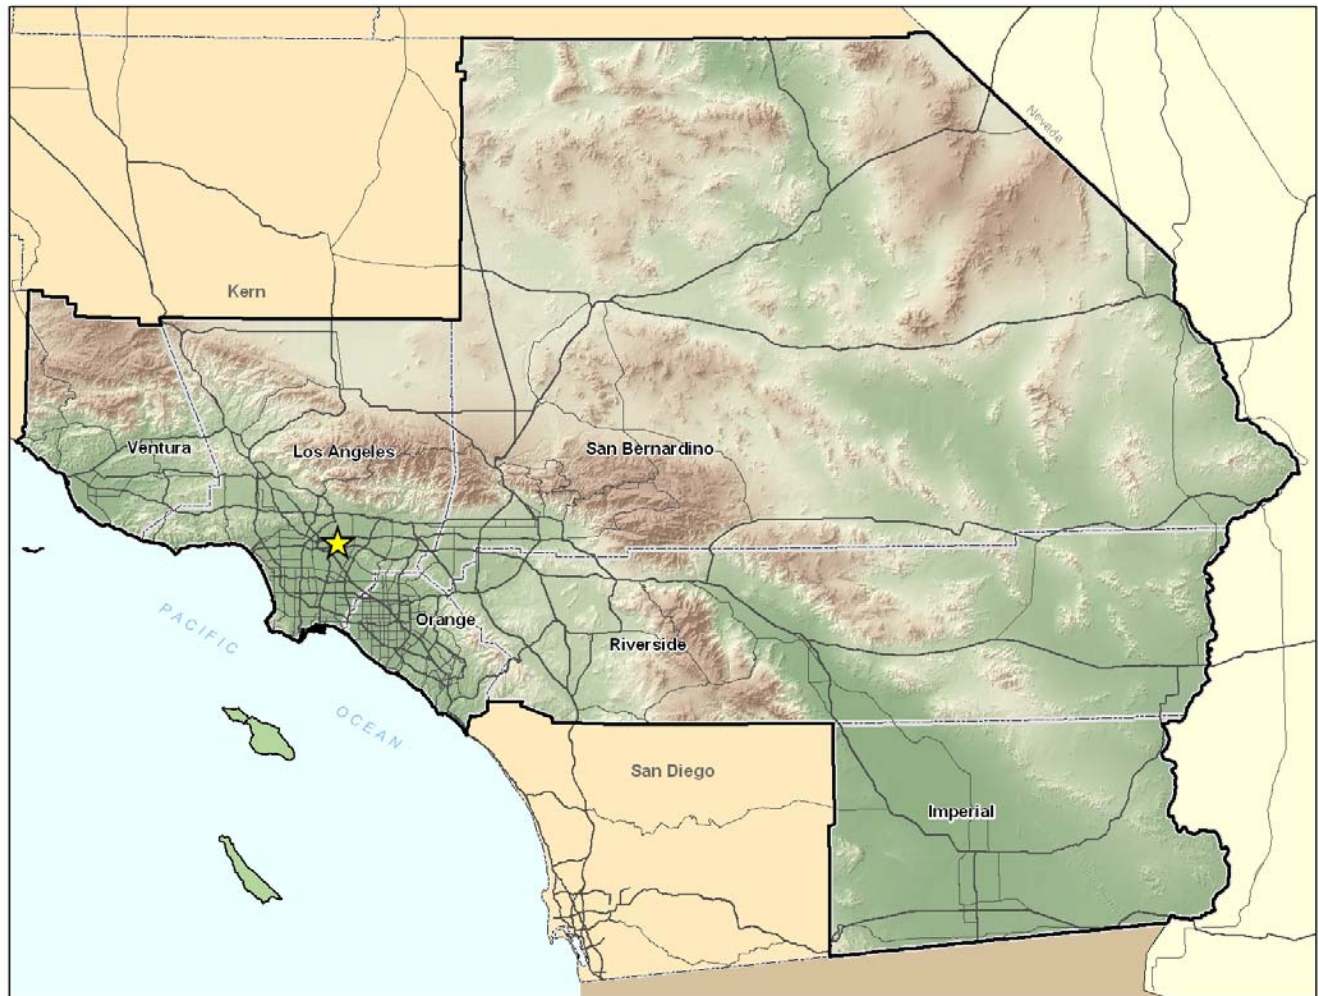 Nevada
Kern
Ventura
Los Angeles
San Bernardino
Orange
Riverside
PACIFIC
OCEAN
San Diego
Imperial